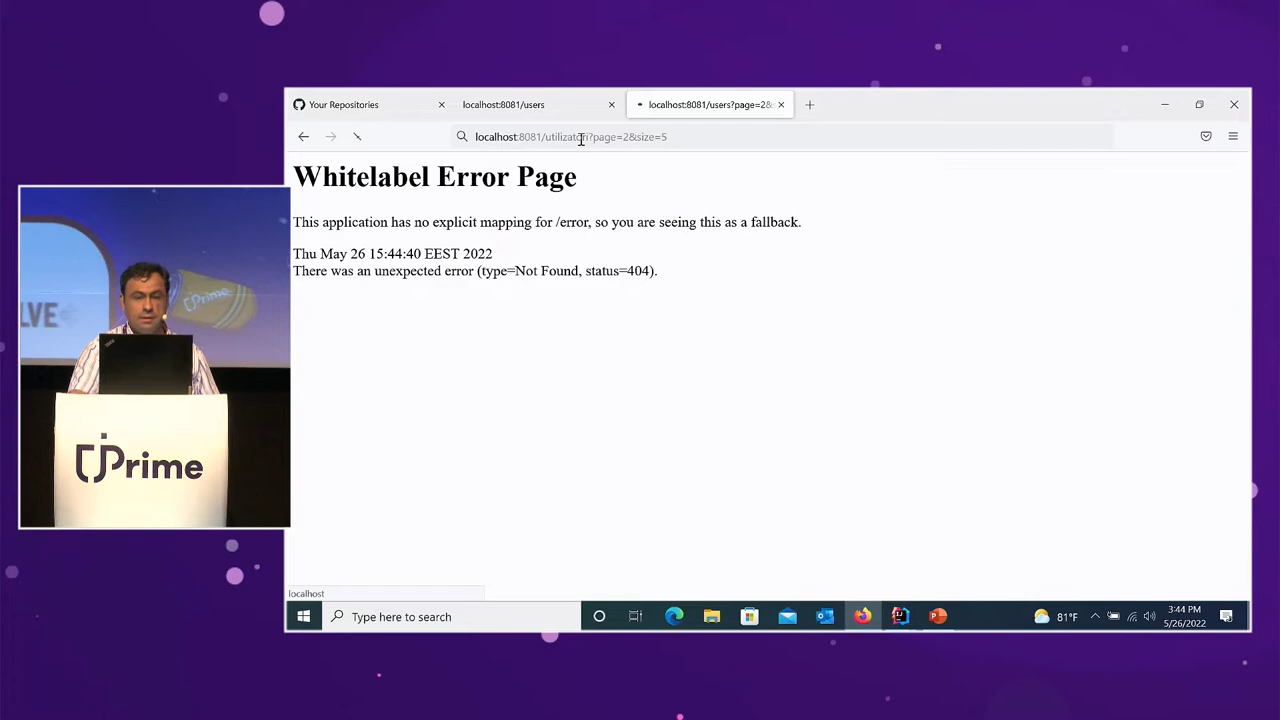 Your Repositories
localhost:8081/users
localhost:8081/users?page=2&
localhost:8081/utilizatori?page=2&size=5
Whitelabel Error Page
This application has no explicit mapping for /error, so you are seeing this as a fallback.
Thu May 26 15:44:40 EEST 2022
There was an unexpected error (type=Not Found, status=404).
LVE
jPrime
jPrime
localhost
Type here to search
81°F
3:44 PM
5/26/2022